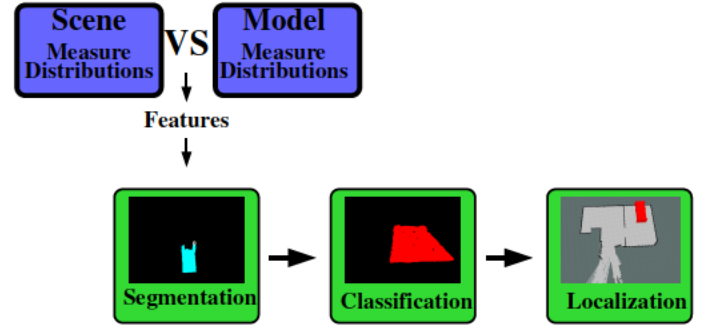 Scene
Measure
Distributions
VS
Model
Measure
Distributions
Features
Segmentation
Classification
Localization